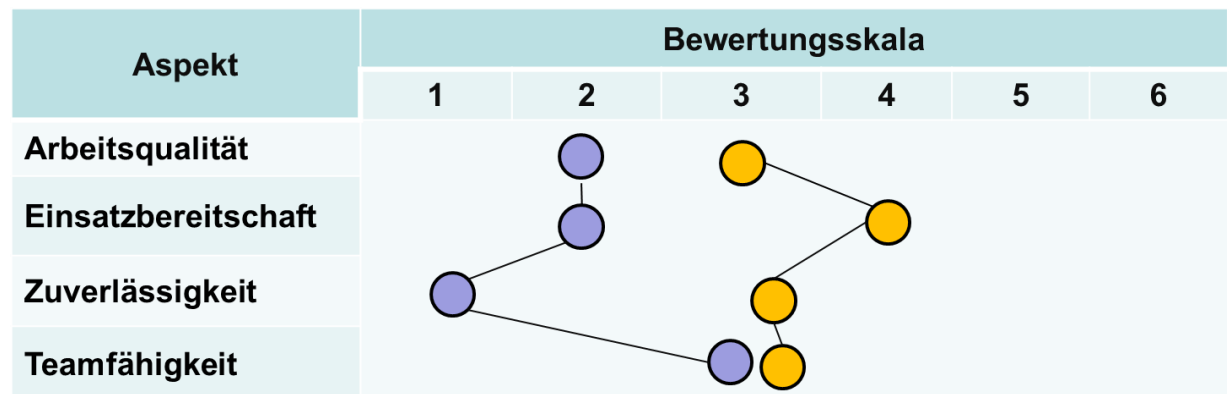 Aspekt
Bewertungsskala
1 2 3 4 5 6
Arbeitsqualität
Einsatzbereitschaft
Zuverlässigkeit
Teamfähigkeit